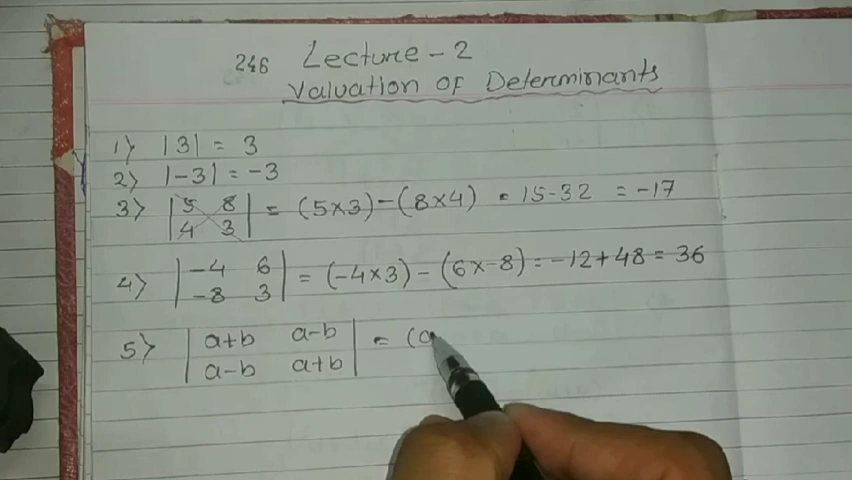 246 Lecture - 2
Valuation of Determinants
1) |3| = 3
2) |-3| = -3
3) |5 8| = (5×3)-(8×4) = 15-32 = -17
|4 3|
4) |-4 6| = (-4×3) - (6×-8) = -12+48 = 36
|-8 3|
5) |a+b a-b| = (a
|a-b a+b|